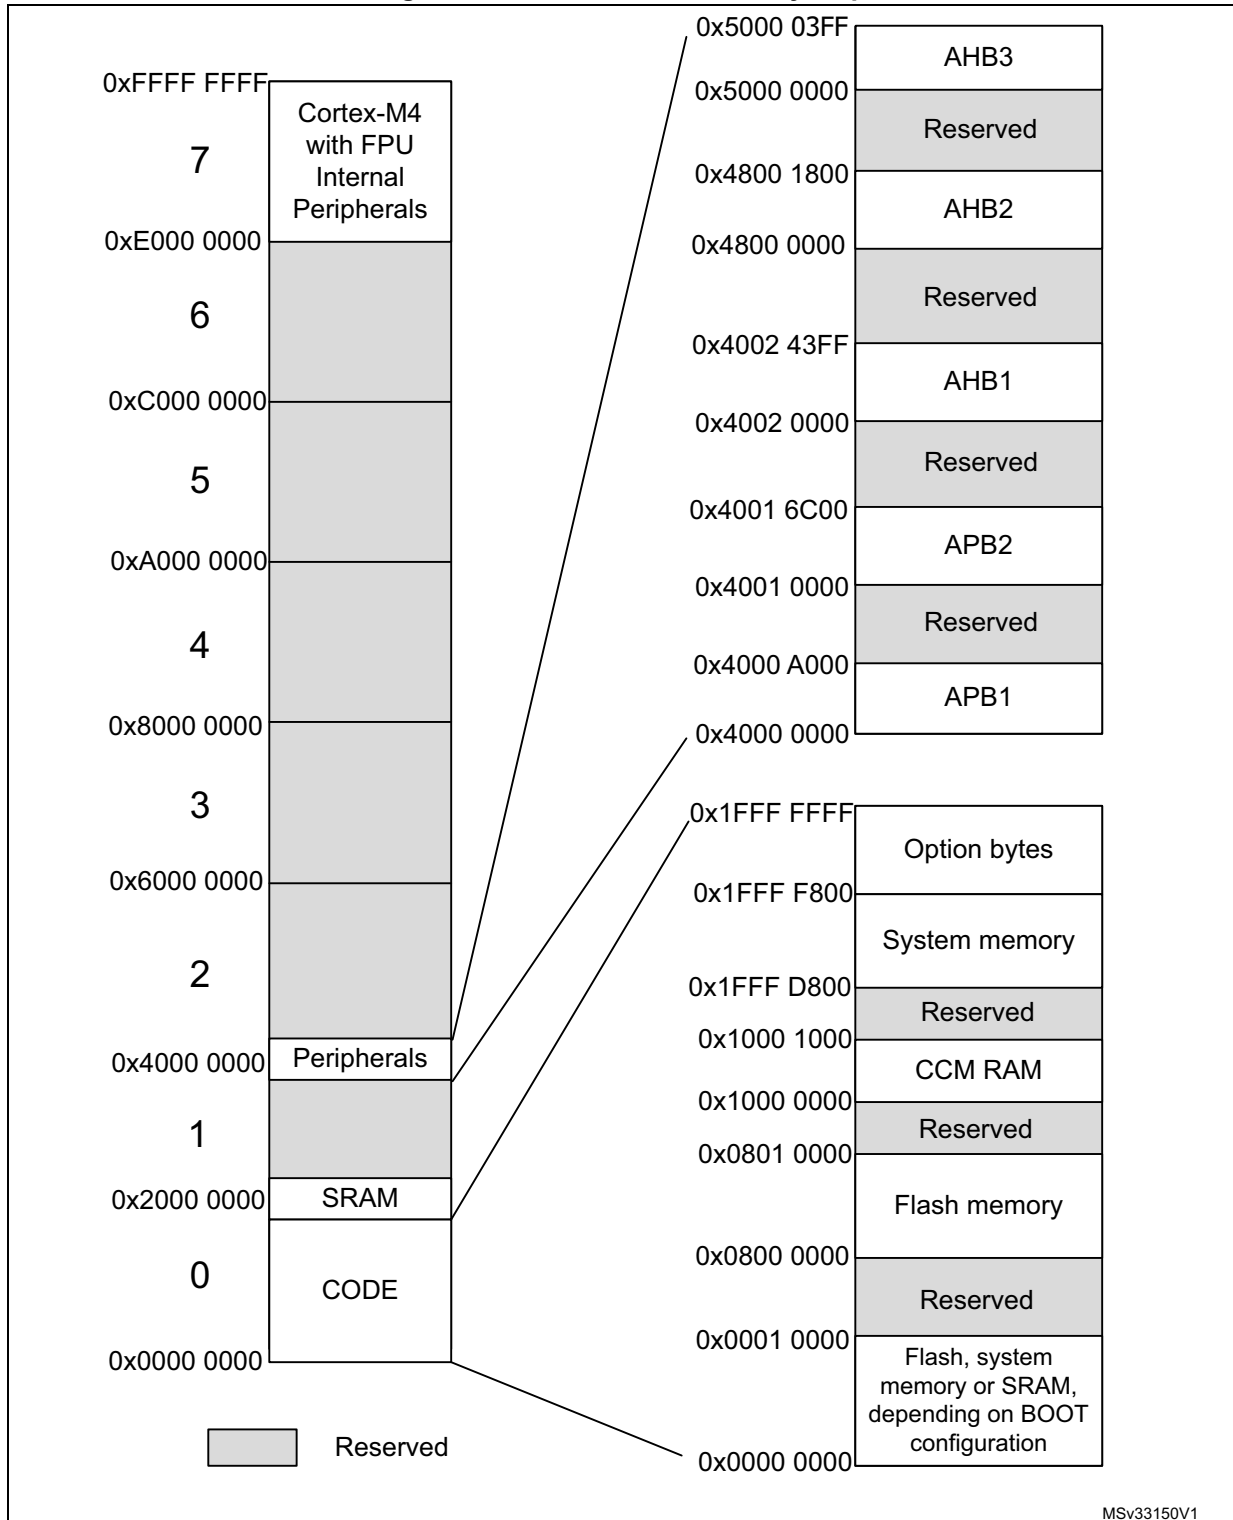 0xFFFF FFFF
Cortex-M4
with FPU
Internal
Peripherals
7
0xE000 0000
6
0xC000 0000
5
0xA000 0000
4
0x8000 0000
3
0x6000 0000
2
0x4000 0000
Peripherals
1
0x2000 0000
SRAM
0
CODE
0x0000 0000
Reserved
0x5000 03FF
AHB3
0x5000 0000
Reserved
0x4800 1800
AHB2
0x4800 0000
Reserved
0x4002 43FF
AHB1
0x4002 0000
Reserved
0x4001 6C00
APB2
0x4001 0000
Reserved
0x4000 A000
APB1
0x4000 0000
0x1FFF FFFF
Option bytes
0x1FFF F800
System memory
0x1FFF D800
Reserved
0x1000 1000
CCM RAM
0x1000 0000
Reserved
0x0801 0000
Flash memory
0x0800 0000
Reserved
0x0001 0000
Flash, system
memory or SRAM,
depending on BOOT
configuration
0x0000 0000
MSv33150V1